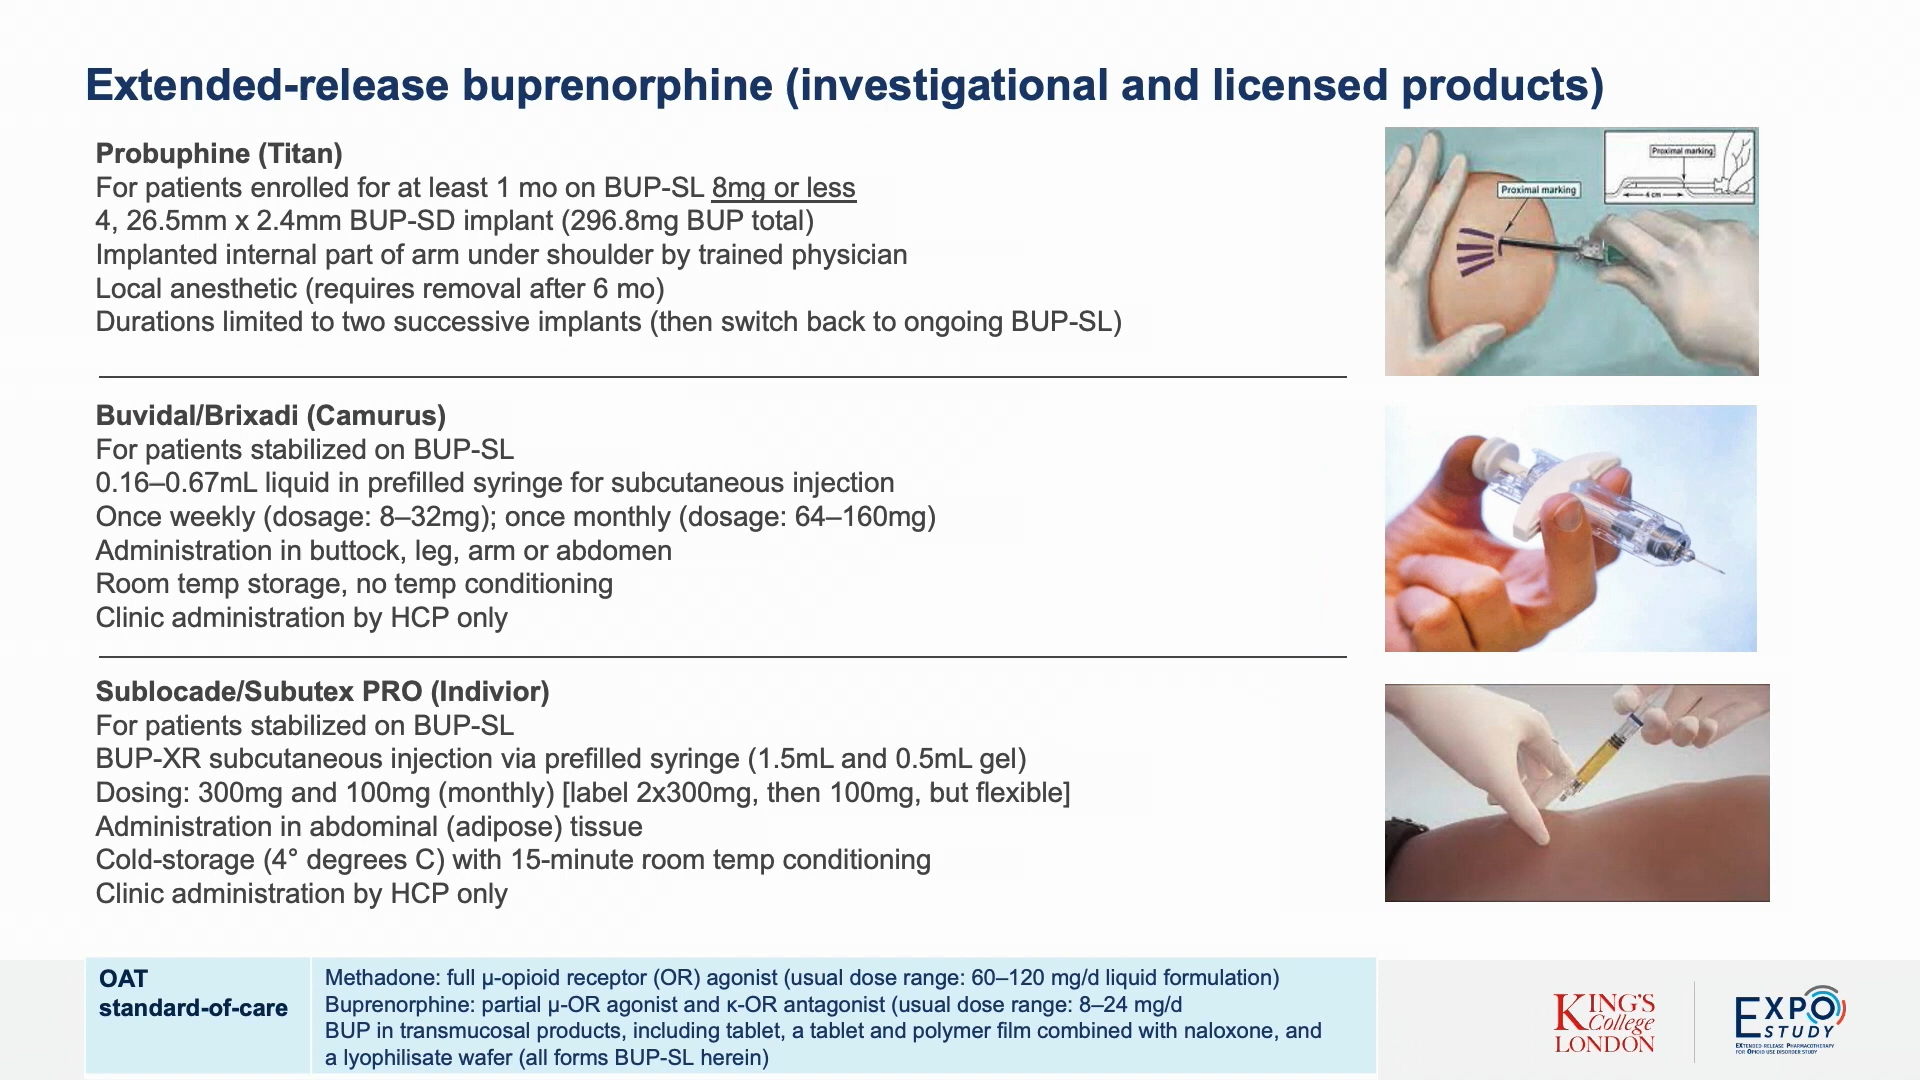 Extended-release buprenorphine (investigational and licensed products)
Probuphine (Titan)
For patients enrolled for at least 1 mo on BUP-SL 8mg or less
4, 26.5mm x 2.4mm BUP-SD implant (296.8mg BUP total)
Implanted internal part of arm under shoulder by trained physician
Local anesthetic (requires removal after 6 mo)
Durations limited to two successive implants (then switch back to ongoing BUP-SL)
Proximal marking
Proximal marking
4 cm
Buvidal/Brixadi (Camurus)
For patients stabilized on BUP-SL
0.16–0.67mL liquid in prefilled syringe for subcutaneous injection
Once weekly (dosage: 8–32mg); once monthly (dosage: 64–160mg)
Administration in buttock, leg, arm or abdomen
Room temp storage, no temp conditioning
Clinic administration by HCP only
Sublocade/Subutex PRO (Indivior)
For patients stabilized on BUP-SL
BUP-XR subcutaneous injection via prefilled syringe (1.5mL and 0.5mL gel)
Dosing: 300mg and 100mg (monthly) [label 2x300mg, then 100mg, but flexible]
Administration in abdominal (adipose) tissue
Cold-storage (4° degrees C) with 15-minute room temp conditioning
Clinic administration by HCP only
OAT
standard-of-care
Methadone: full µ-opioid receptor (OR) agonist (usual dose range: 60–120 mg/d liquid formulation)
Buprenorphine: partial µ-OR agonist and κ-OR antagonist (usual dose range: 8–24 mg/d
BUP in transmucosal products, including tablet, a tablet and polymer film combined with naloxone, and
a lyophilisate wafer (all forms BUP-SL herein)
KING'S
College
LONDON
EXPO
STUDY
EXTENDED-RELEASE PHARMACOTHERAPY
FOR OPIOID USE DISORDER STUDY